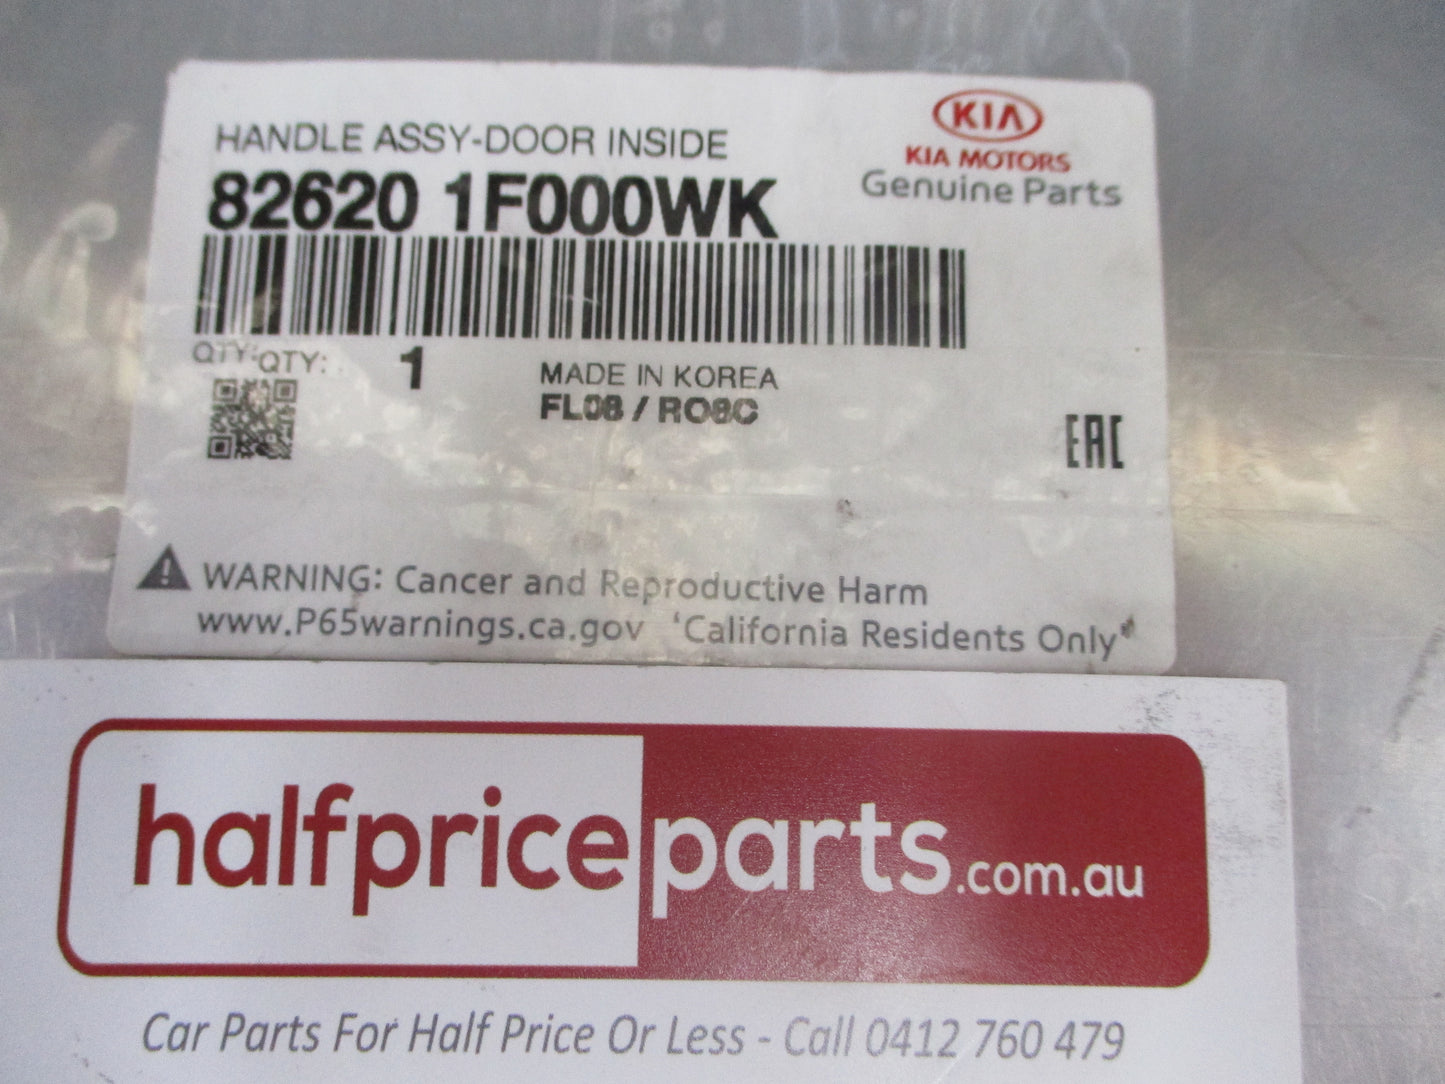 HANDLE ASSY-DOOR INSIDE
82620 1F000WK
KIA
KIA MOTORS
Genuine Parts
QTY: QTY: 1
MADE IN KOREA
FL08 / RO8C
EAC
WARNING: Cancer and Reproductive Harm
www.P65warnings.ca.gov 'California Residents Only'
halfpriceparts.com.au
Car Parts For Half Price Or Less - Call 0412 760 479